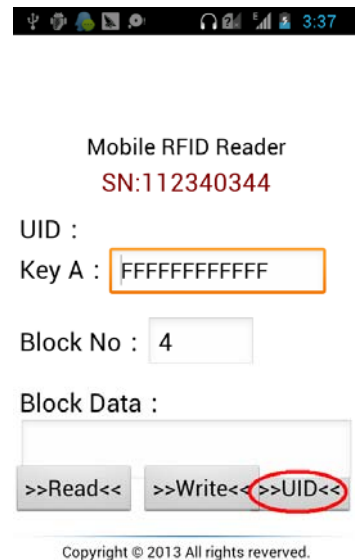 3:37
Mobile RFID Reader
SN:112340344
UID :
Key A : FFFFFFFFFFFF
Block No : 4
Block Data :
>>Read<< >>Write<< >>UID<<
Copyright © 2013 All rights reverved.